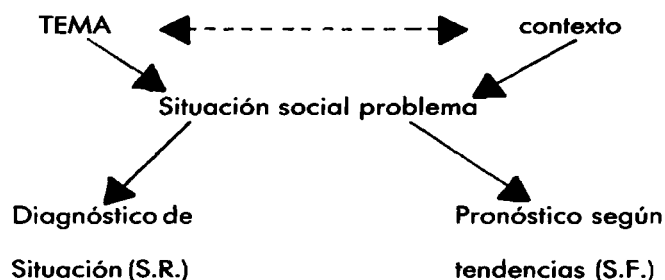 TEMA contexto
Situación social problema
Diagnóstico de Pronóstico según
Situación (S.R.) tendencias (S.F.)